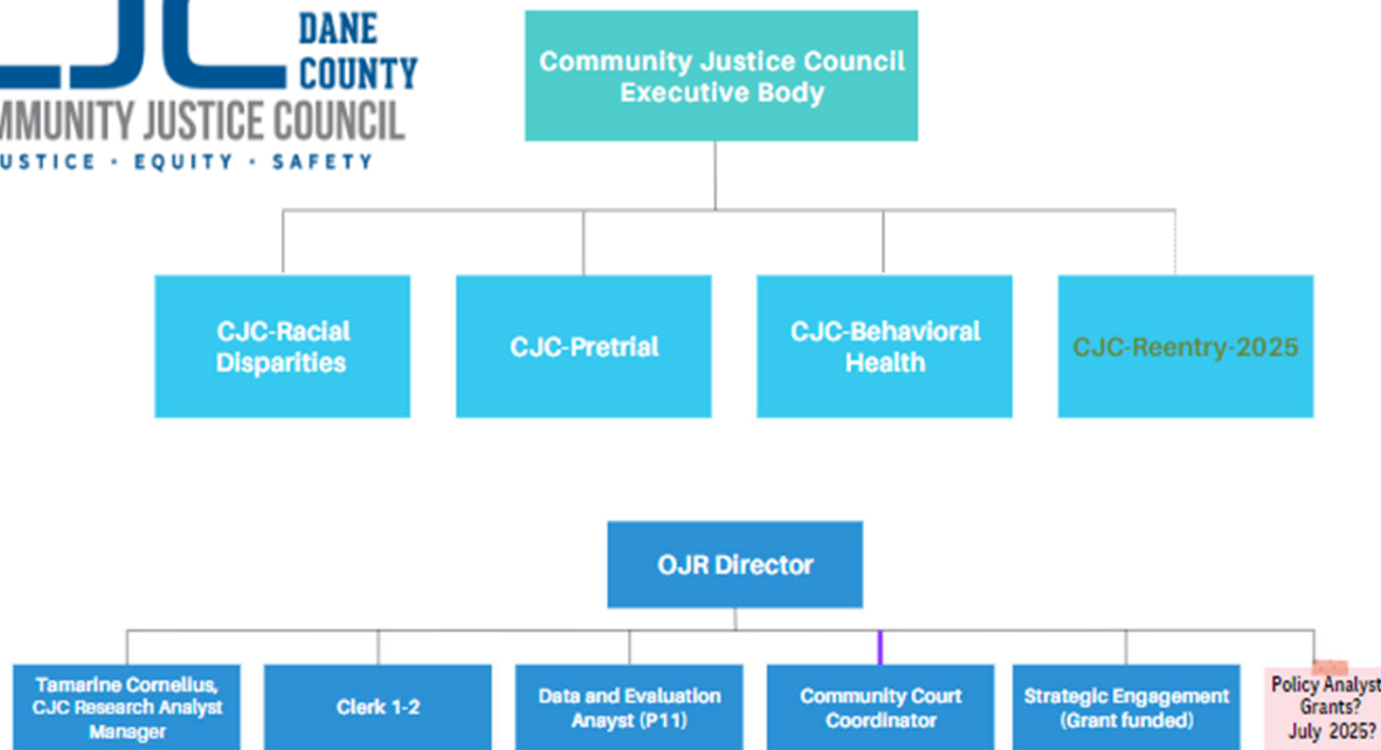 DANE
COUNTY
MMUNITY JUSTICE COUNCIL
USTICE · EQUITY · SAFETY
Community Justice Council
Executive Body
CJC-Racial
Disparities
CJC-Pretrial
CJC-Behavioral
Health
CJC-Reentry-2025
OJR Director
Tamarine Cornelius,
CJC Research Analyst
Manager
Clerk 1-2
Data and Evaluation
Anayst (P11)
Community Court
Coordinator
Strategic Engagement
(Grant funded)
Policy Analyst
Grants?
July 2025?